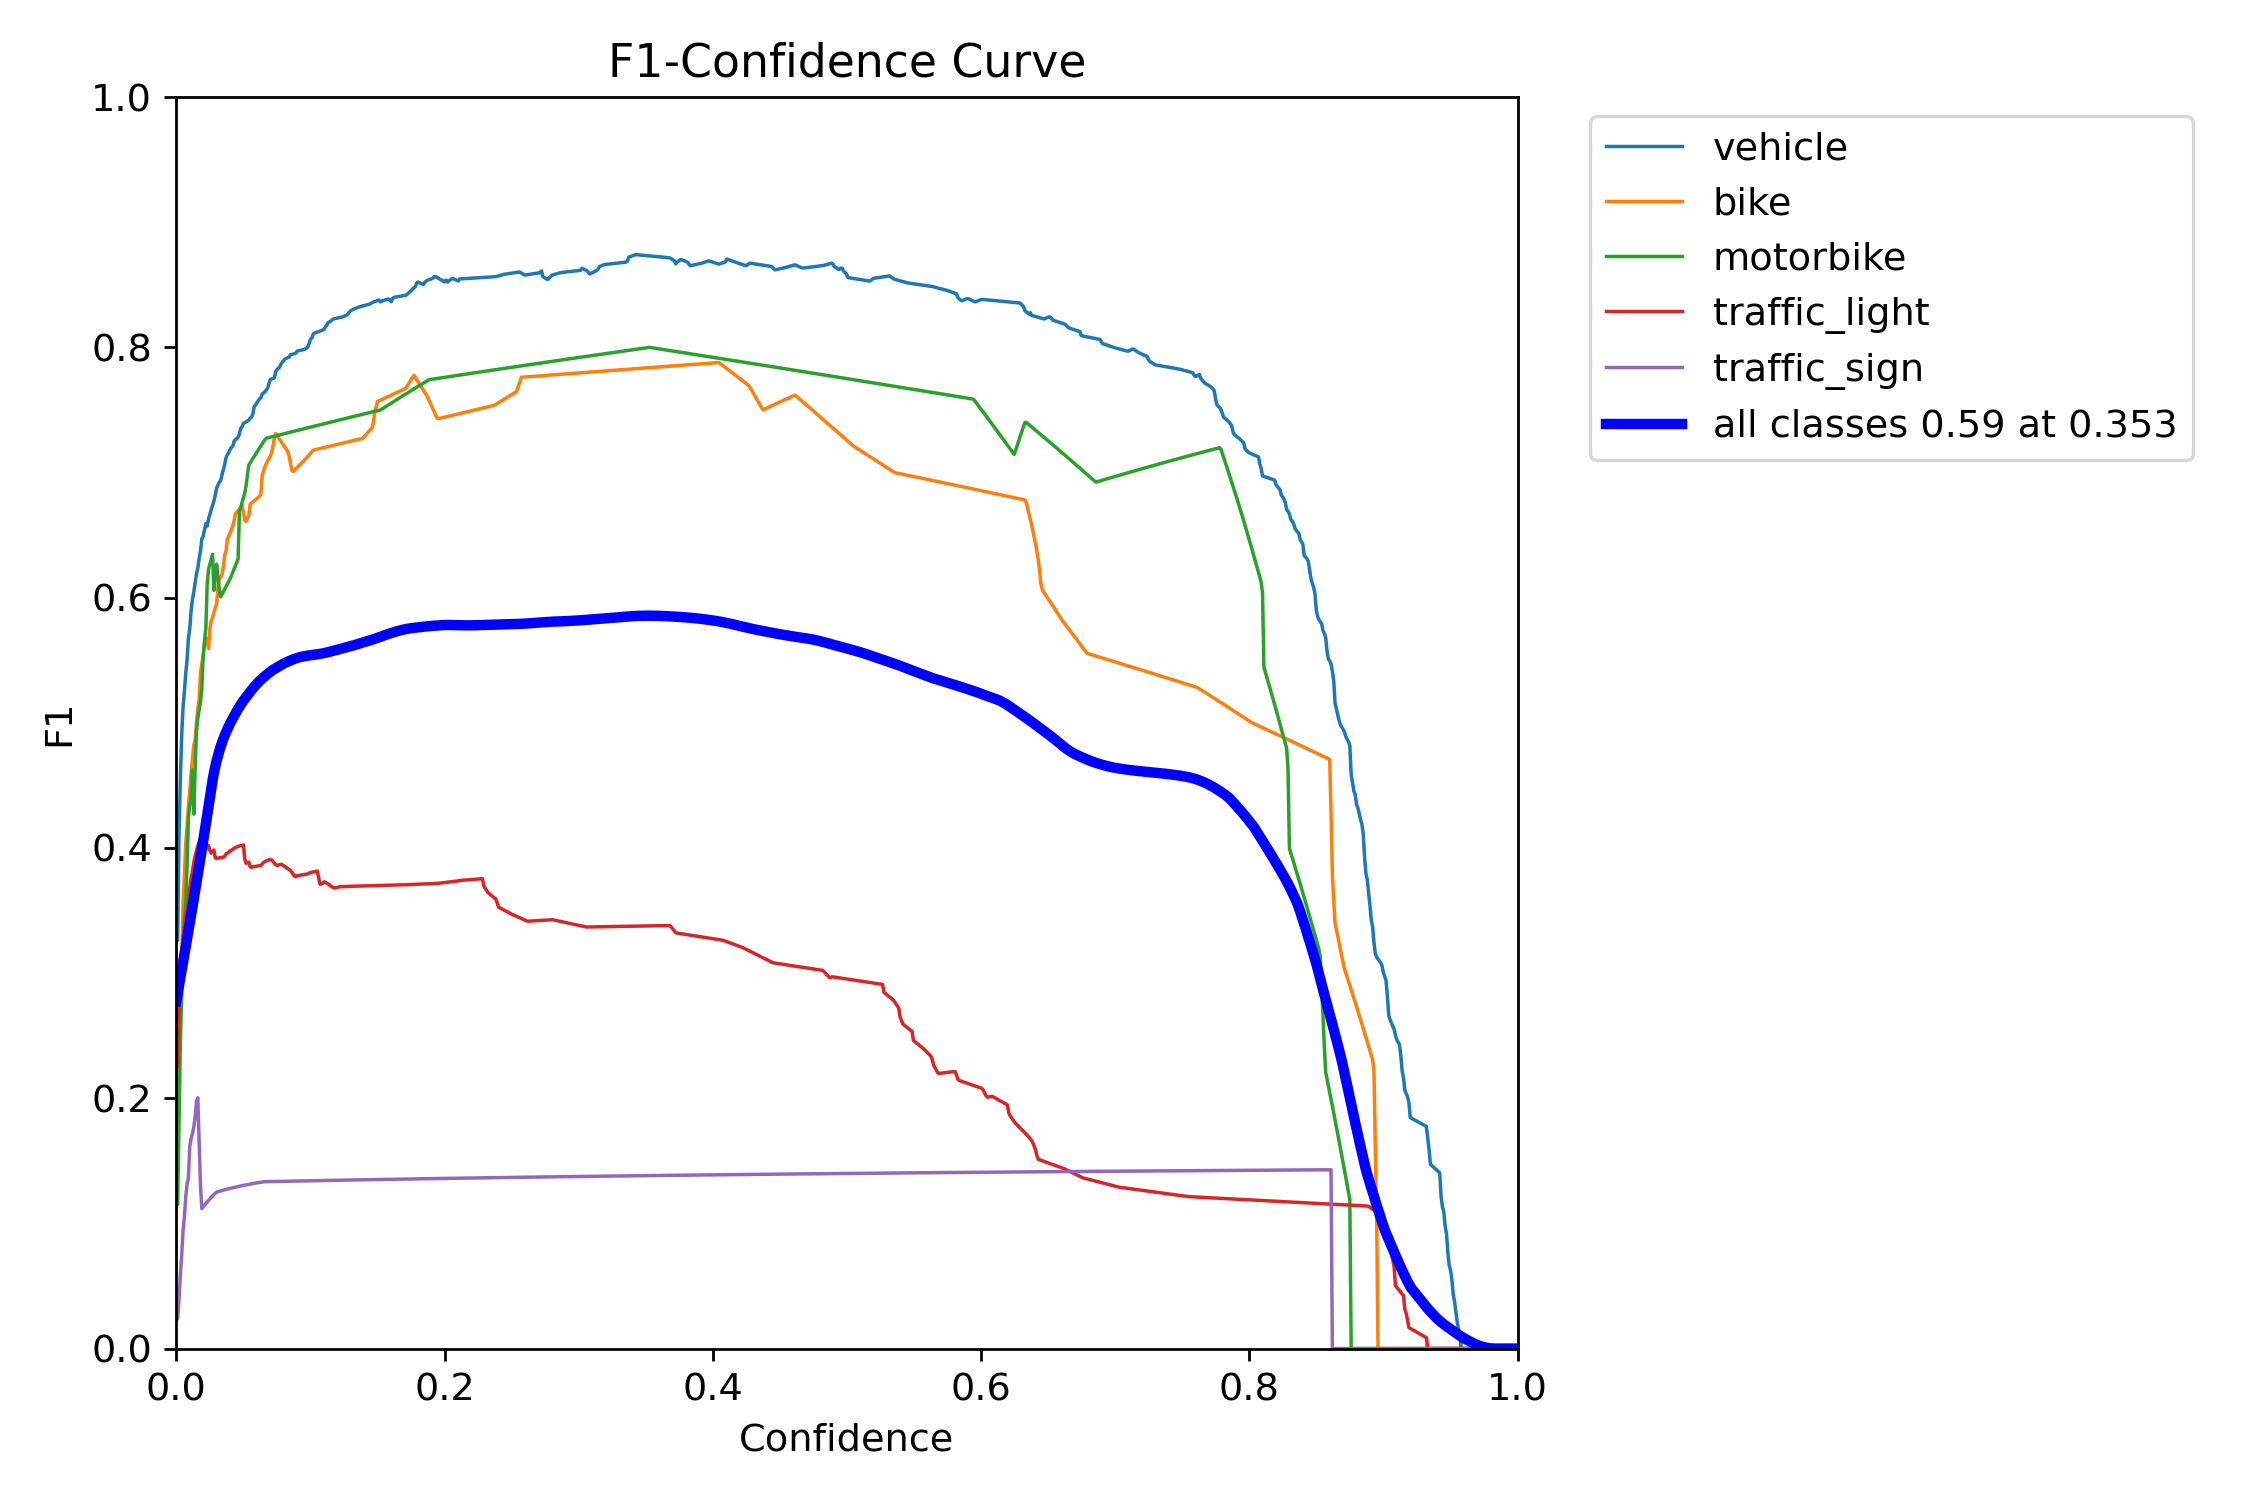 F1-Confidence Curve
1.0
0.8
0.6
0.4
0.2
0.0
F1
0.0 0.2 0.4 0.6 0.8 1.0
Confidence
vehicle
bike
motorbike
traffic_light
traffic_sign
all classes 0.59 at 0.353